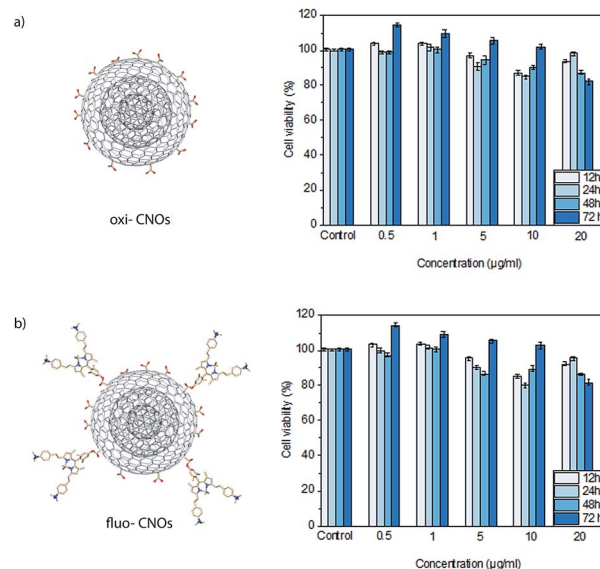 a)
oxi- CNOs
Cell viability (%)
120
100
80
60
40
20
0
Control
0.5
1
5
10
20
Concentration (µg/ml)
12h
24h
48h
72 h
b)
fluo- CNOs
Cell viability (%)
120
100
80
60
40
20
0
Control
0.5
1
5
10
20
Concentration (µg/ml)
12h
24h
48h
72 h